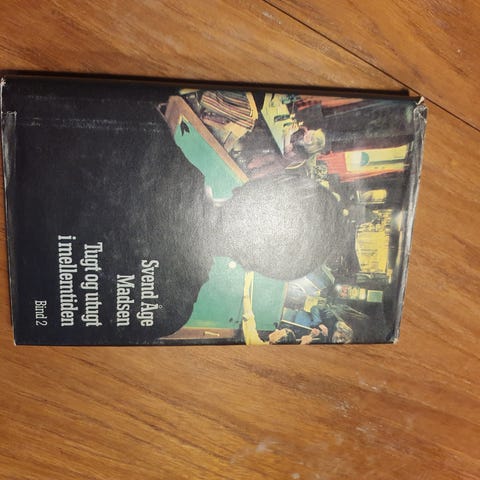 Svend Åge
Madsen
Tugt og utugt
i mellemtiden
Bind 2